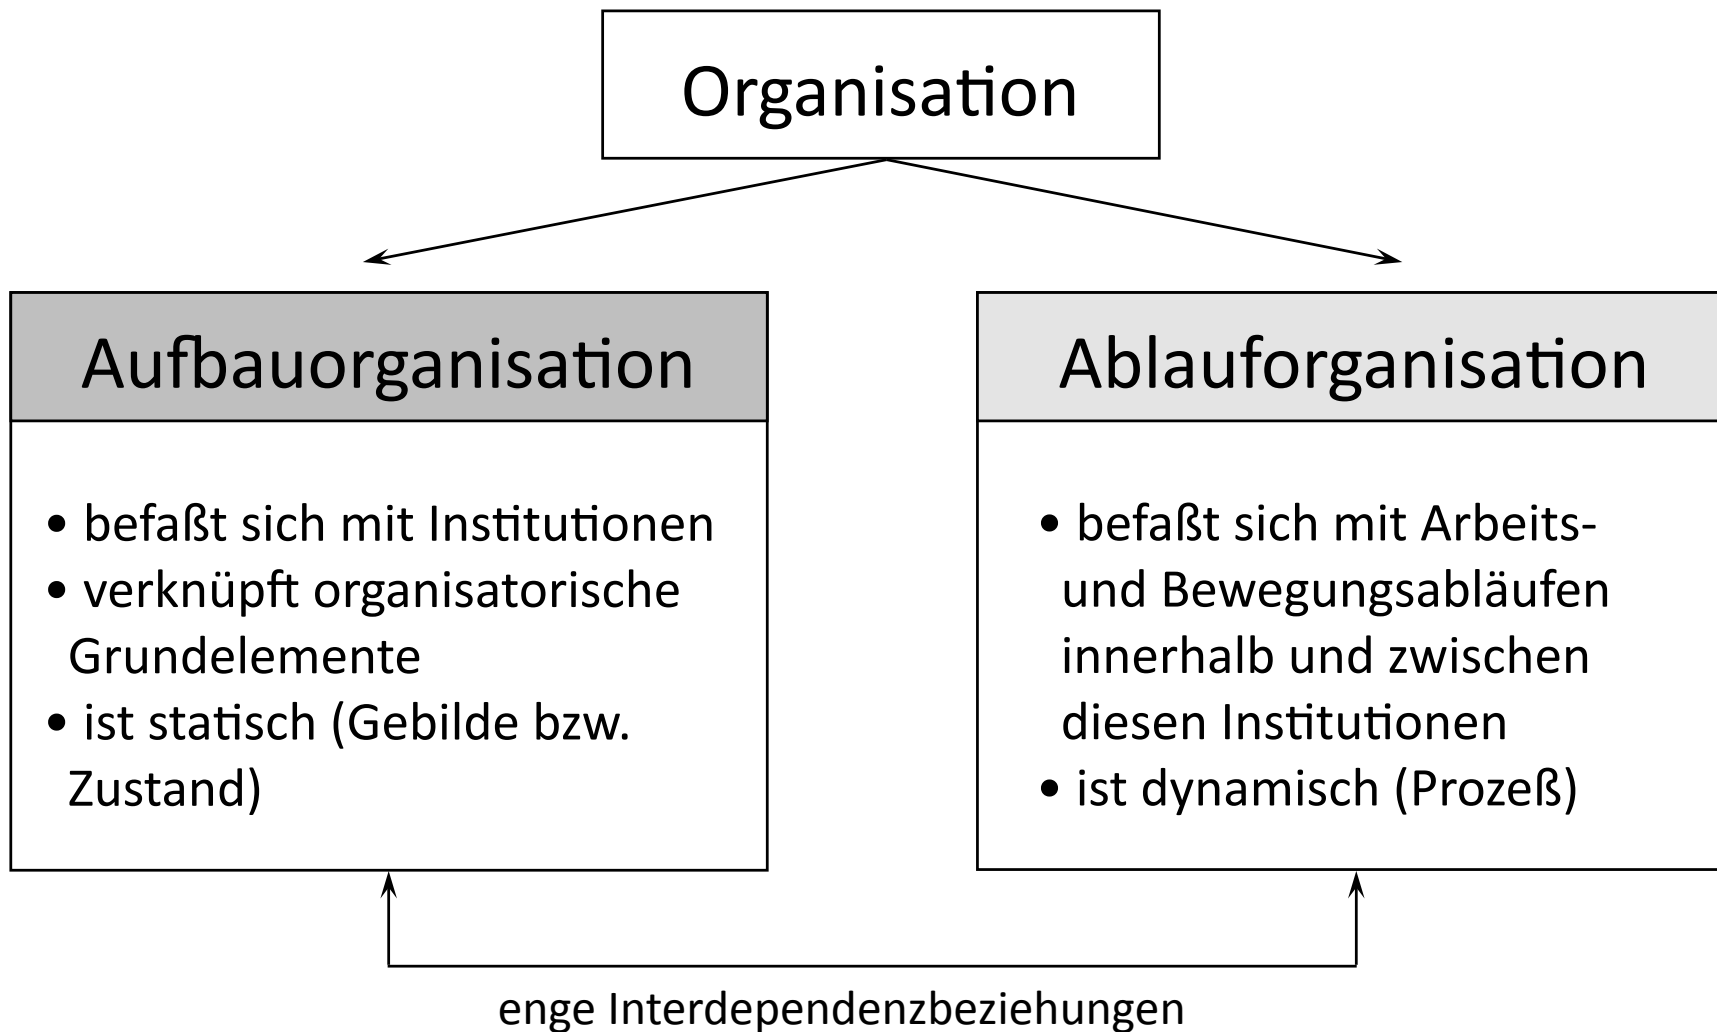 Organisation
Aufbauorganisation
• befaßt sich mit Institutionen
• verknüpft organisatorische
Grundelemente
• ist statisch (Gebilde bzw.
Zustand)
Ablauforganisation
• befaßt sich mit Arbeits-
und Bewegungsabläufen
innerhalb und zwischen
diesen Institutionen
• ist dynamisch (Prozeß)
enge Interdependenzbeziehungen